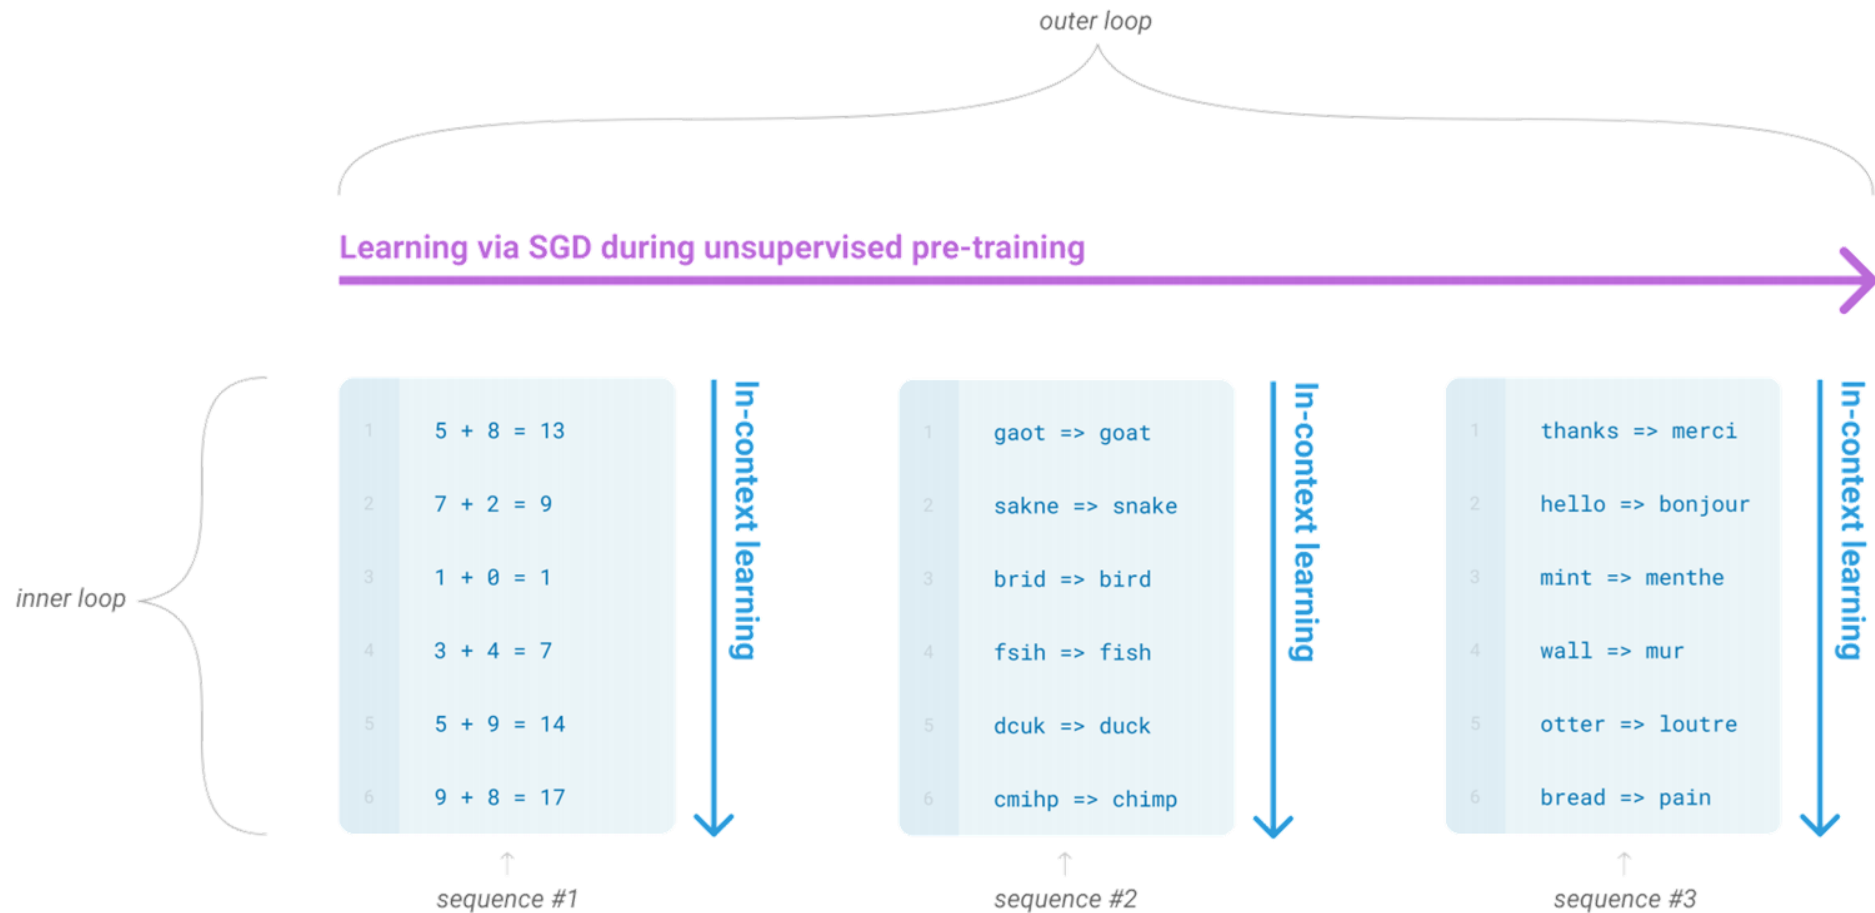 outer loop
Learning via SGD during unsupervised pre-training
inner loop
1 5 + 8 = 13
2 7 + 2 = 9
3 1 + 0 = 1
4 3 + 4 = 7
5 5 + 9 = 14
6 9 + 8 = 17
In-context learning
sequence #1
1 gaot => goat
2 sakne => snake
3 brid => bird
4 fsih => fish
5 dcuk => duck
6 cmihp => chimp
In-context learning
sequence #2
1 thanks => merci
2 hello => bonjour
3 mint => menthe
4 wall => mur
5 otter => loutre
6 bread => pain
In-context learning
sequence #3